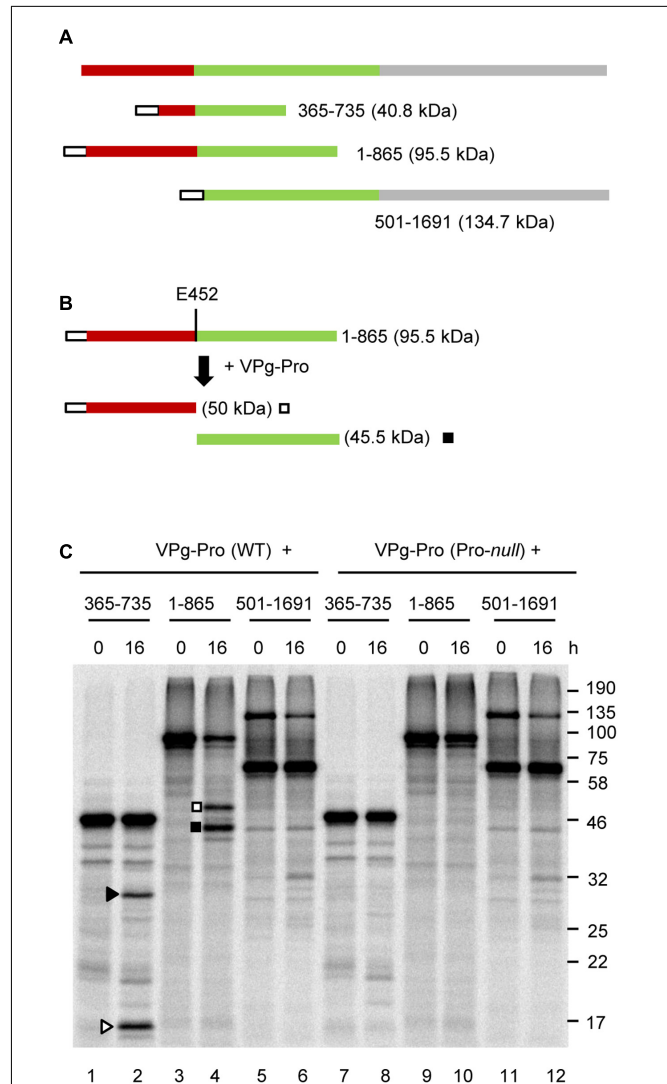 A
365-735 (40.8 kDa)
1-865 (95.5 kDa)
501-1691 (134.7 kDa)
B
E452
1-865 (95.5 kDa)
+ VPg-Pro
(50 kDa)
(45.5 kDa)
C
VPg-Pro (WT) + VPg-Pro (Pro-null) +
365-735 1-865 501-1691 365-735 1-865 501-1691
0 16 0 16 0 16 0 16 0 16 0 16 h
190
135
100
75
58
46
32
25
22
17
1 2 3 4 5 6 7 8 9 10 11 12